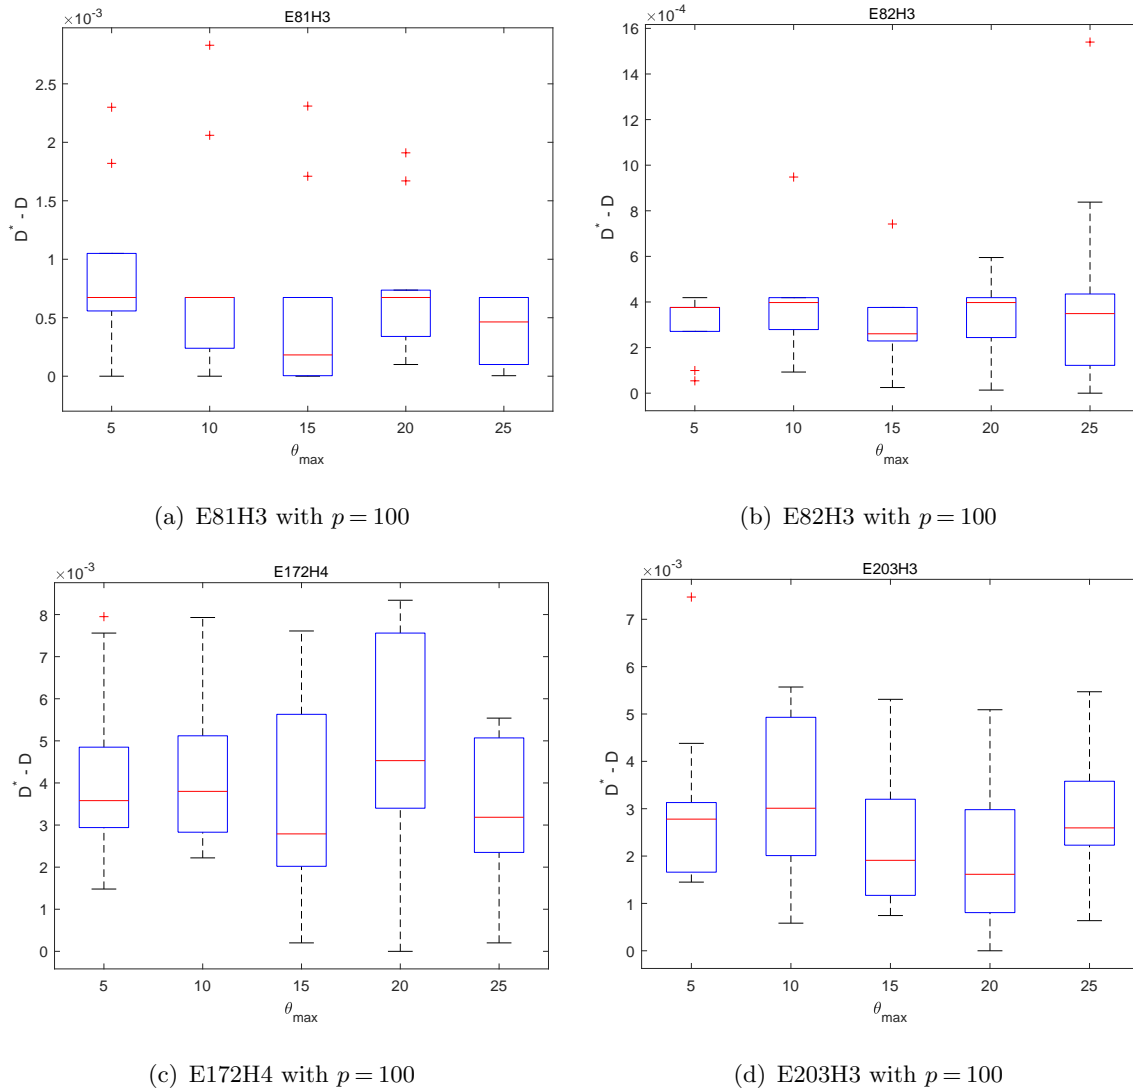 ×10⁻³
E81H3
2.5
2
1.5
1
0.5
0
D* - D
5 10 15 20 25
θmax
(a) E81H3 with p = 100
×10⁻⁴
E82H3
16
14
12
10
8
6
4
2
0
D* - D
5 10 15 20 25
θmax
(b) E82H3 with p = 100
×10⁻³
E172H4
8
7
6
5
4
3
2
1
0
D* - D
5 10 15 20 25
θmax
(c) E172H4 with p = 100
×10⁻³
E203H3
7
6
5
4
3
2
1
0
D* - D
5 10 15 20 25
θmax
(d) E203H3 with p = 100